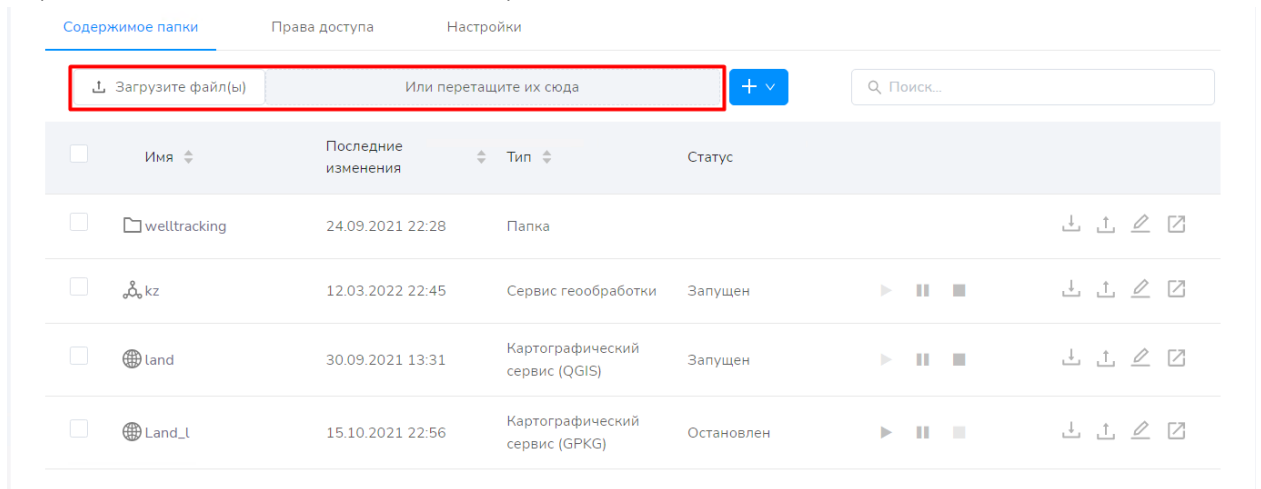 Содержимое папки Права доступа Настройки
Загрузите файл(ы) Или перетащите их сюда Поиск...
Имя Последние изменения Тип Статус
welltracking 24.09.2021 22:28 Папка
kz 12.03.2022 22:45 Сервис геообработки Запущен
land 30.09.2021 13:31 Картографический сервис (QGIS) Запущен
Land_l 15.10.2021 22:56 Картографический сервис (GPKG) Остановлен